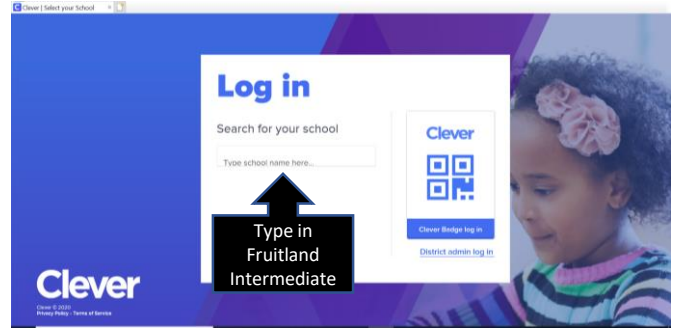 Clever | Select your School
Log in
Search for your school
Type school name here...
Type in
Fruitland
Intermediate
Clever
Clever Badge log in
District admin log in
Clever
Clever © 2020
Privacy Policy - Terms of Service